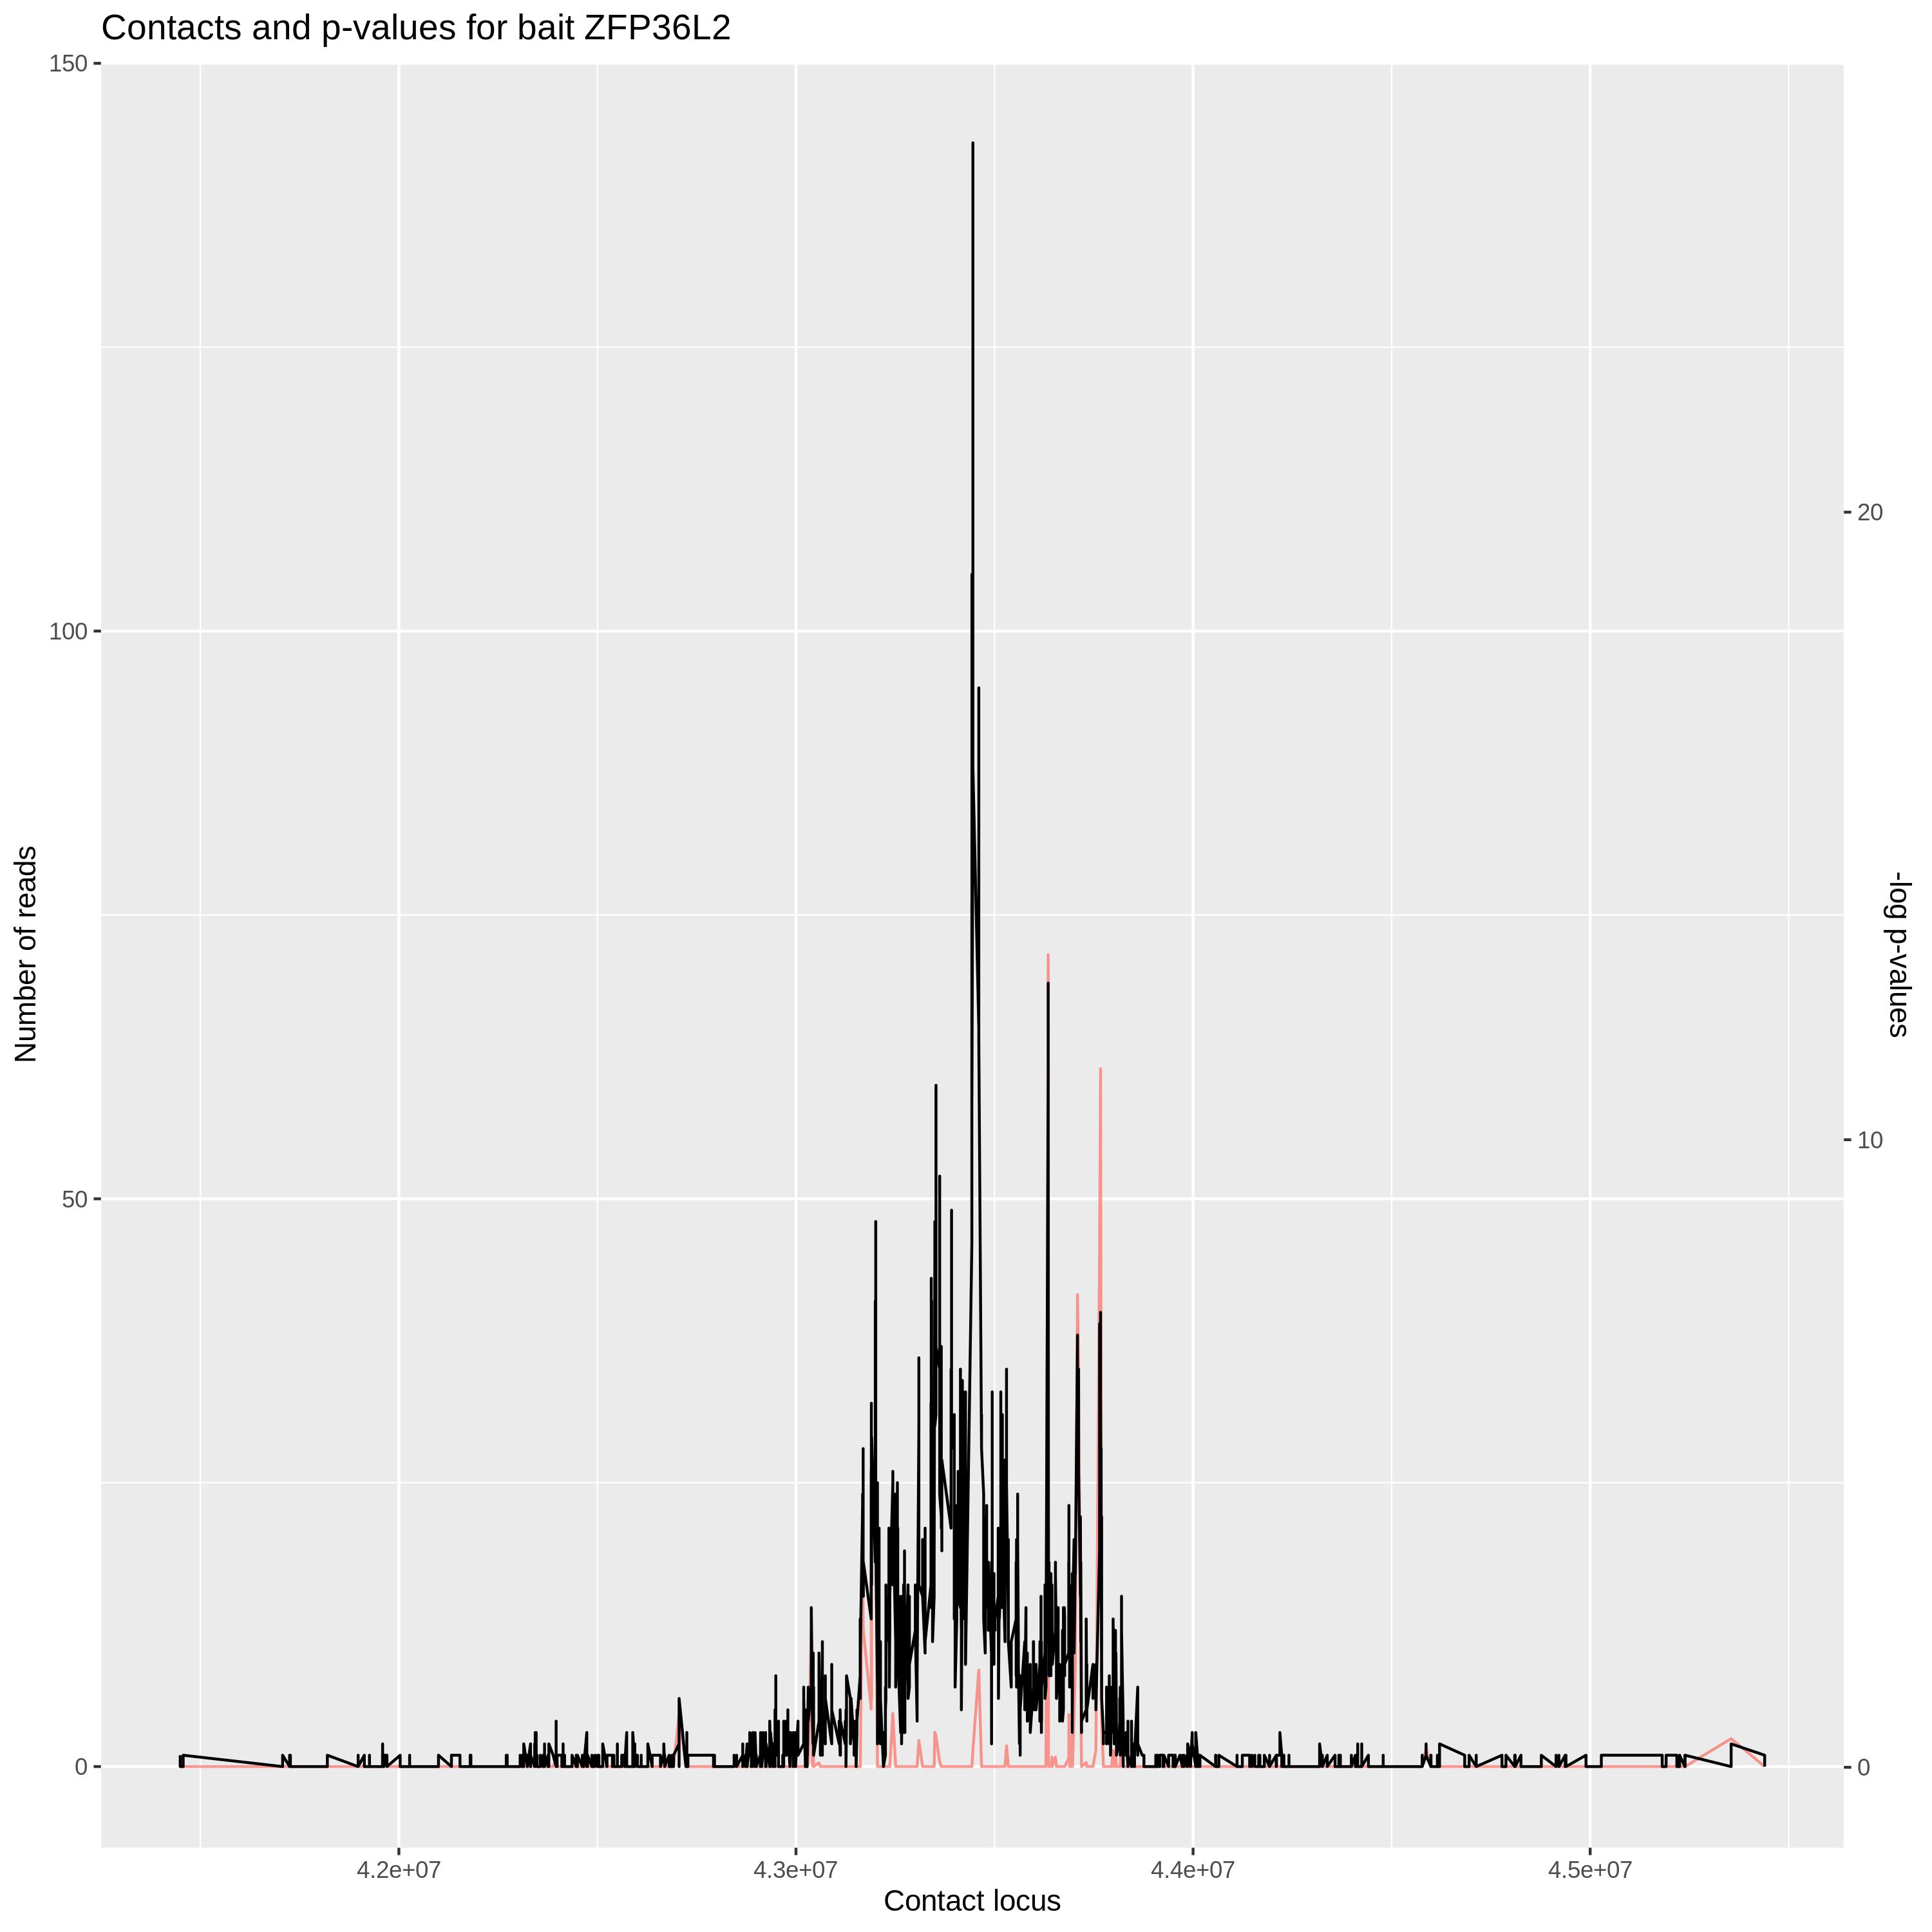 Contacts and p-values for bait ZFP36L2
150
100
50
0
Number of reads
20
10
0
-log p-values
4.2e+07
4.3e+07
4.4e+07
4.5e+07
Contact locus